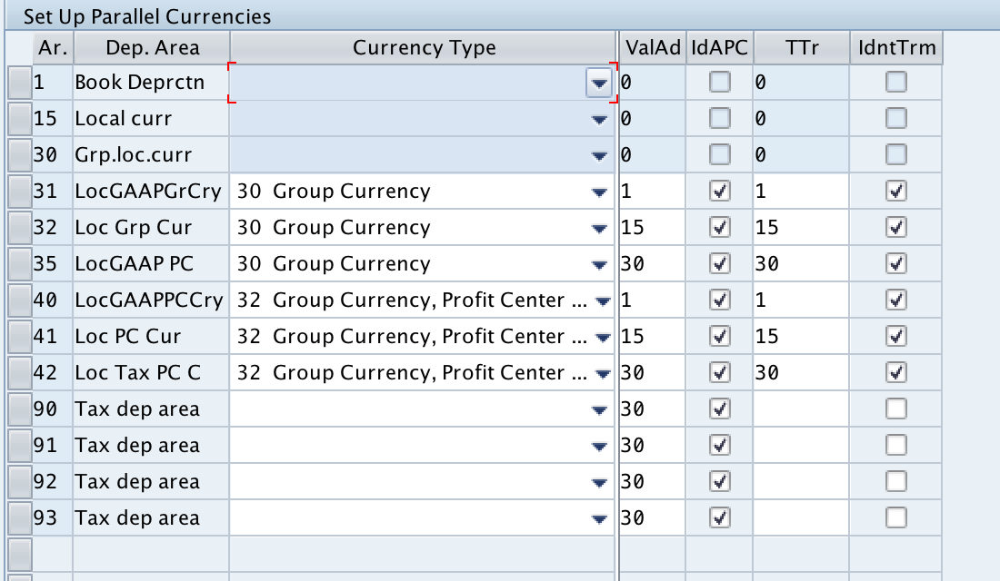 Set Up Parallel Currencies
Ar. Dep. Area Currency Type ValAd IdAPC TTr IdntTrm
1 Book Deprctn 0 0
15 Local curr 0 0
30 Grp.loc.curr 0 0
31 LocGAAPGrCry 30 Group Currency 1 1
32 Loc Grp Cur 30 Group Currency 15 15
35 LocGAAP PC 30 Group Currency 30 30
40 LocGAAPPCCry 32 Group Currency, Profit Center ... 1 1
41 Loc PC Cur 32 Group Currency, Profit Center ... 15 15
42 Loc Tax PC C 32 Group Currency, Profit Center ... 30 30
90 Tax dep area 30
91 Tax dep area 30
92 Tax dep area 30
93 Tax dep area 30